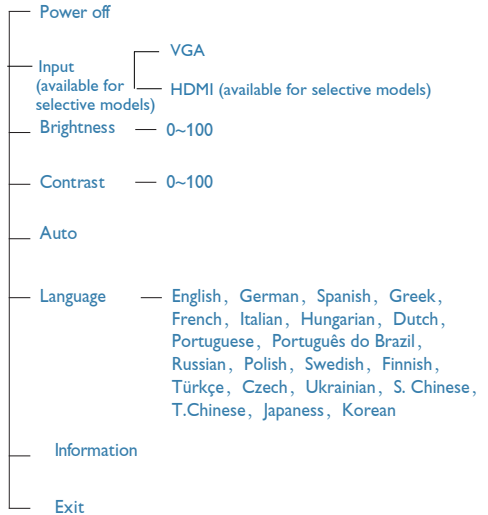 Power off
Input
(available for
selective models)
VGA
HDMI (available for selective models)
Brightness
0~100
Contrast
0~100
Auto
Language
English, German, Spanish, Greek,
French, Italian, Hungarian, Dutch,
Portuguese, Português do Brazil,
Russian, Polish, Swedish, Finnish,
Türkçe, Czech, Ukrainian, S. Chinese,
T.Chinese, Japaness, Korean
Information
Exit